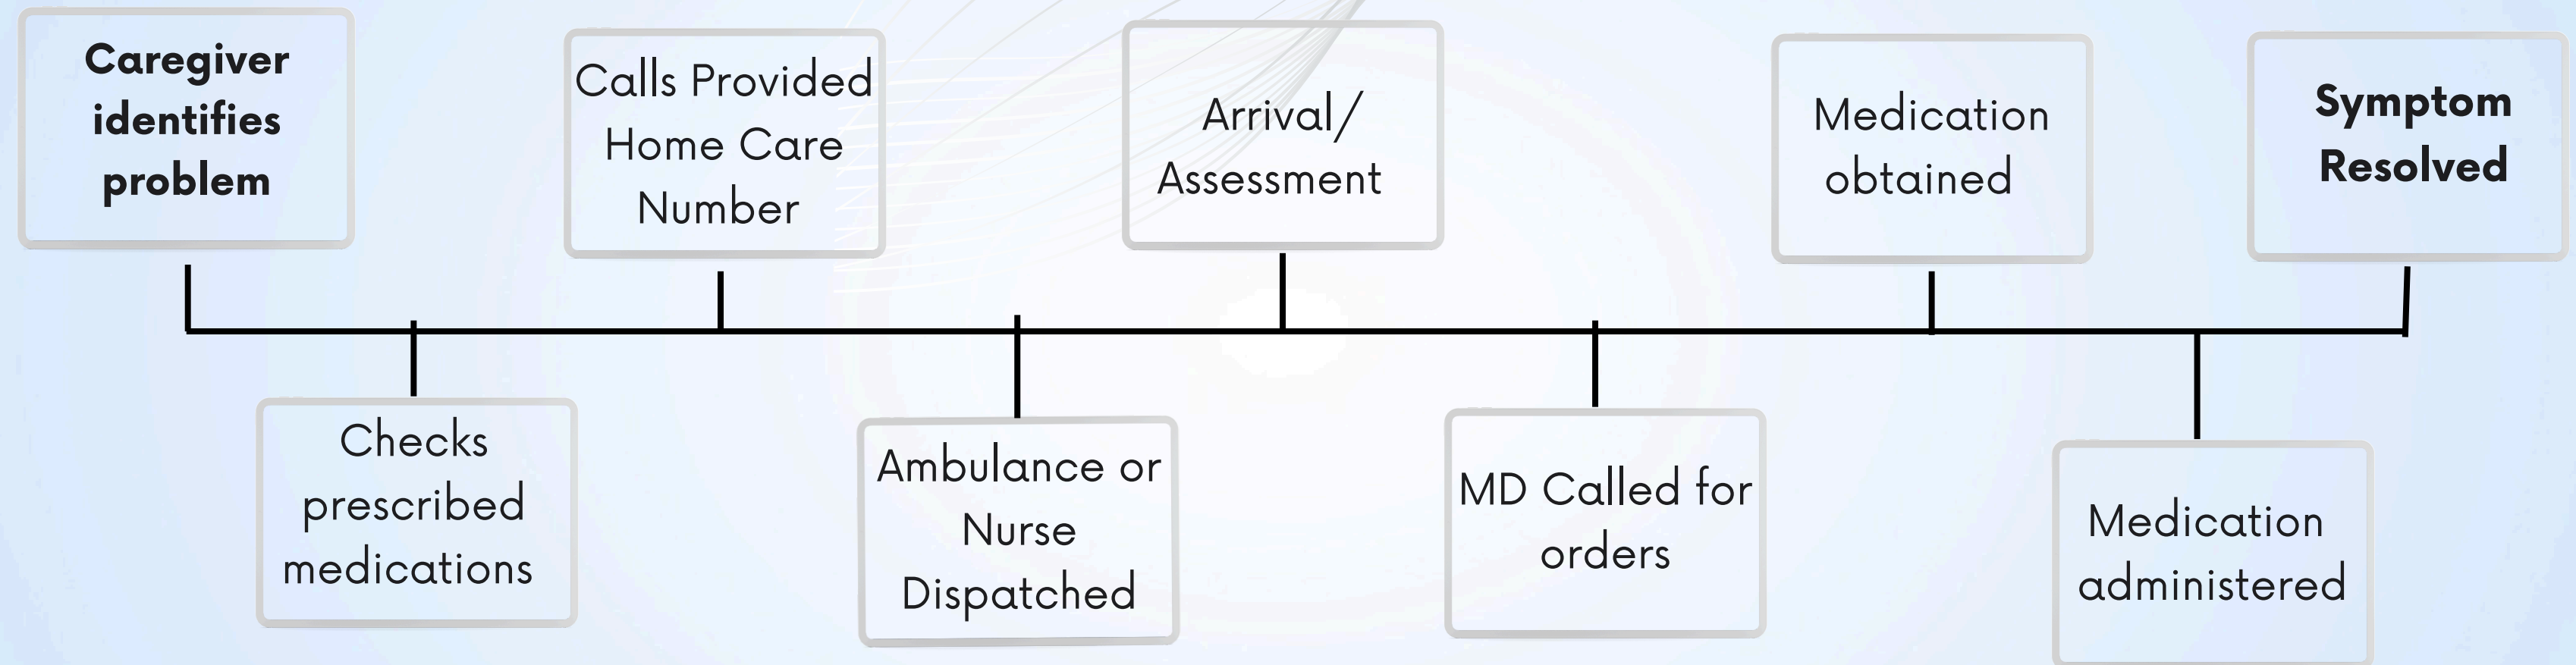 Caregiver
identifies
problem
Checks
prescribed
medications
Calls Provided
Home Care
Number
Ambulance or
Nurse
Dispatched
Arrival/
Assessment
MD Called for
orders
Medication
obtained
Medication
administered
Symptom
Resolved